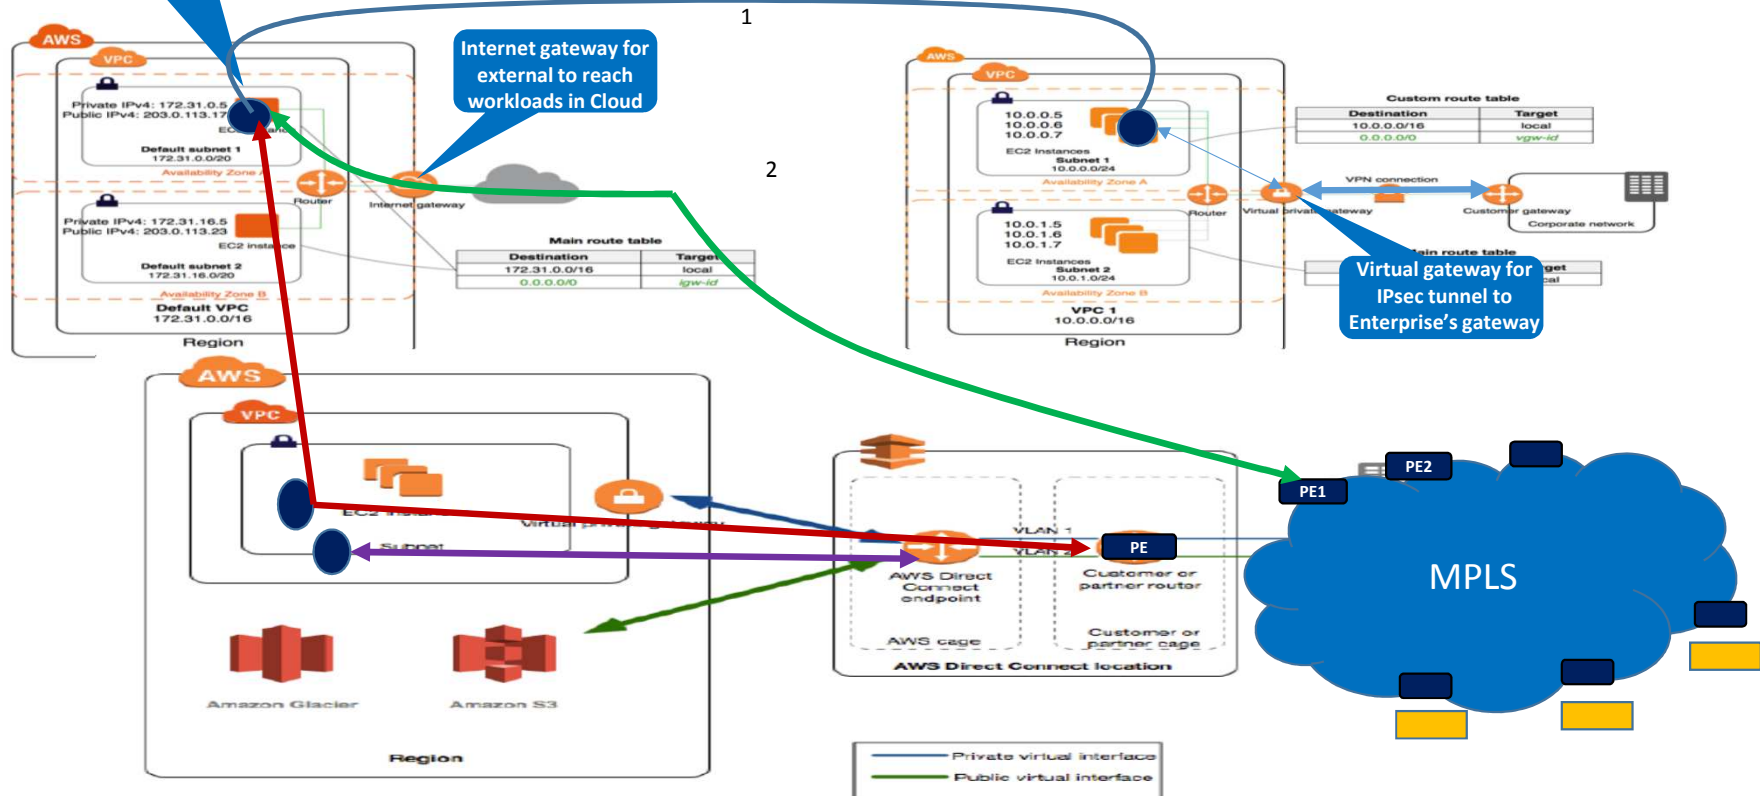 1
AWS
VPC
Private IPv4: 172.31.0.5
Public IPv4: 203.0.113.17
Default subnet 1
172.31.0.0/20
Availability Zone A
Private IPv4: 172.31.16.5
Public IPv4: 203.0.113.23
EC2 instance
Default subnet 2
172.31.16.0/20
Availability Zone B
Default VPC
172.31.0.0/16
Region
Router
Internet gateway
Internet gateway for
external to reach
workloads in Cloud
Main route table
Destination
Target
172.31.0.0/16
local
0.0.0.0/0
igw-id
2
AWS
VPC
10.0.0.5
10.0.0.6
10.0.0.7
EC2 Instances
Subnet 1
10.0.0.0/24
Availability Zone A
10.0.1.5
10.0.1.6
10.0.1.7
EC2 Instances
Subnet 2
10.0.1.0/24
Availability Zone B
VPC 1
10.0.0.0/16
Region
Router
Virtual private gateway
VPN connection
Customer gateway
Corporate network
Custom route table
Destination
Target
10.0.0.0/16
local
0.0.0.0/0
vgw-id
route table
Virtual gateway for
IPsec tunnel to
Enterprise's gateway
AWS
VPC
Subnet
Amazon Glacier
Amazon S3
Region
AWS Direct
Connect
endpoint
AWS cage
VLAN 1
VLAN
PE
Customer or
partner router
Customer or
partner cage
AWS Direct Connect location
Private virtual interface
Public virtual interface
PE1
PE2
MPLS